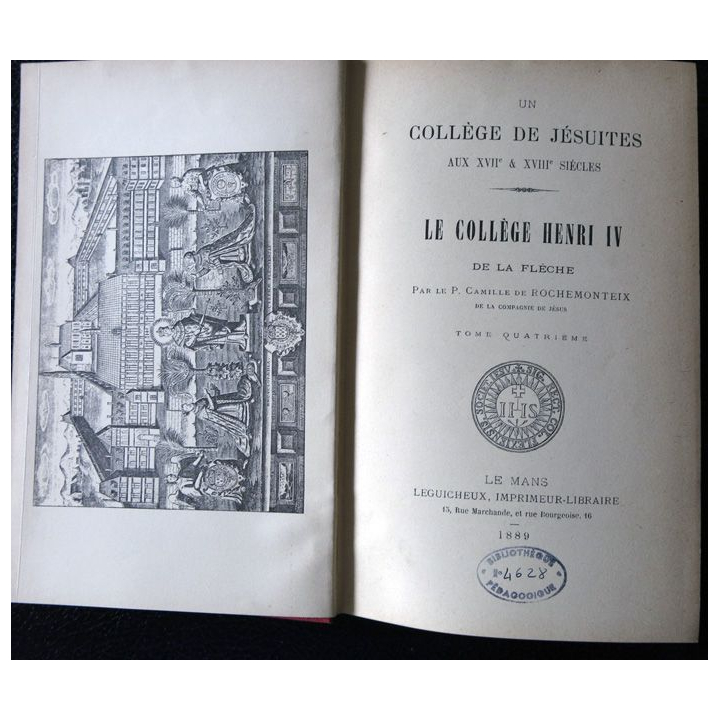 UN
COLLÈGE DE JÉSUITES
AUX XVIIe & XVIIIe SIÈCLES
LE COLLÈGE HENRI IV
DE LA FLÈCHE
PAR LE P. CAMILLE DE ROCHEMONTEIX
DE LA COMPAGNIE DE JÉSUS
TOME QUATRIÈME
IHS
LE MANS
LEGUICHEUX, IMPRIMEUR-LIBRAIRE
15, Rue Marchande, et rue Bourgeoise, 16
1889
BIBLIOTHÈQUE
No 4628
PÉDAGOGIQUE